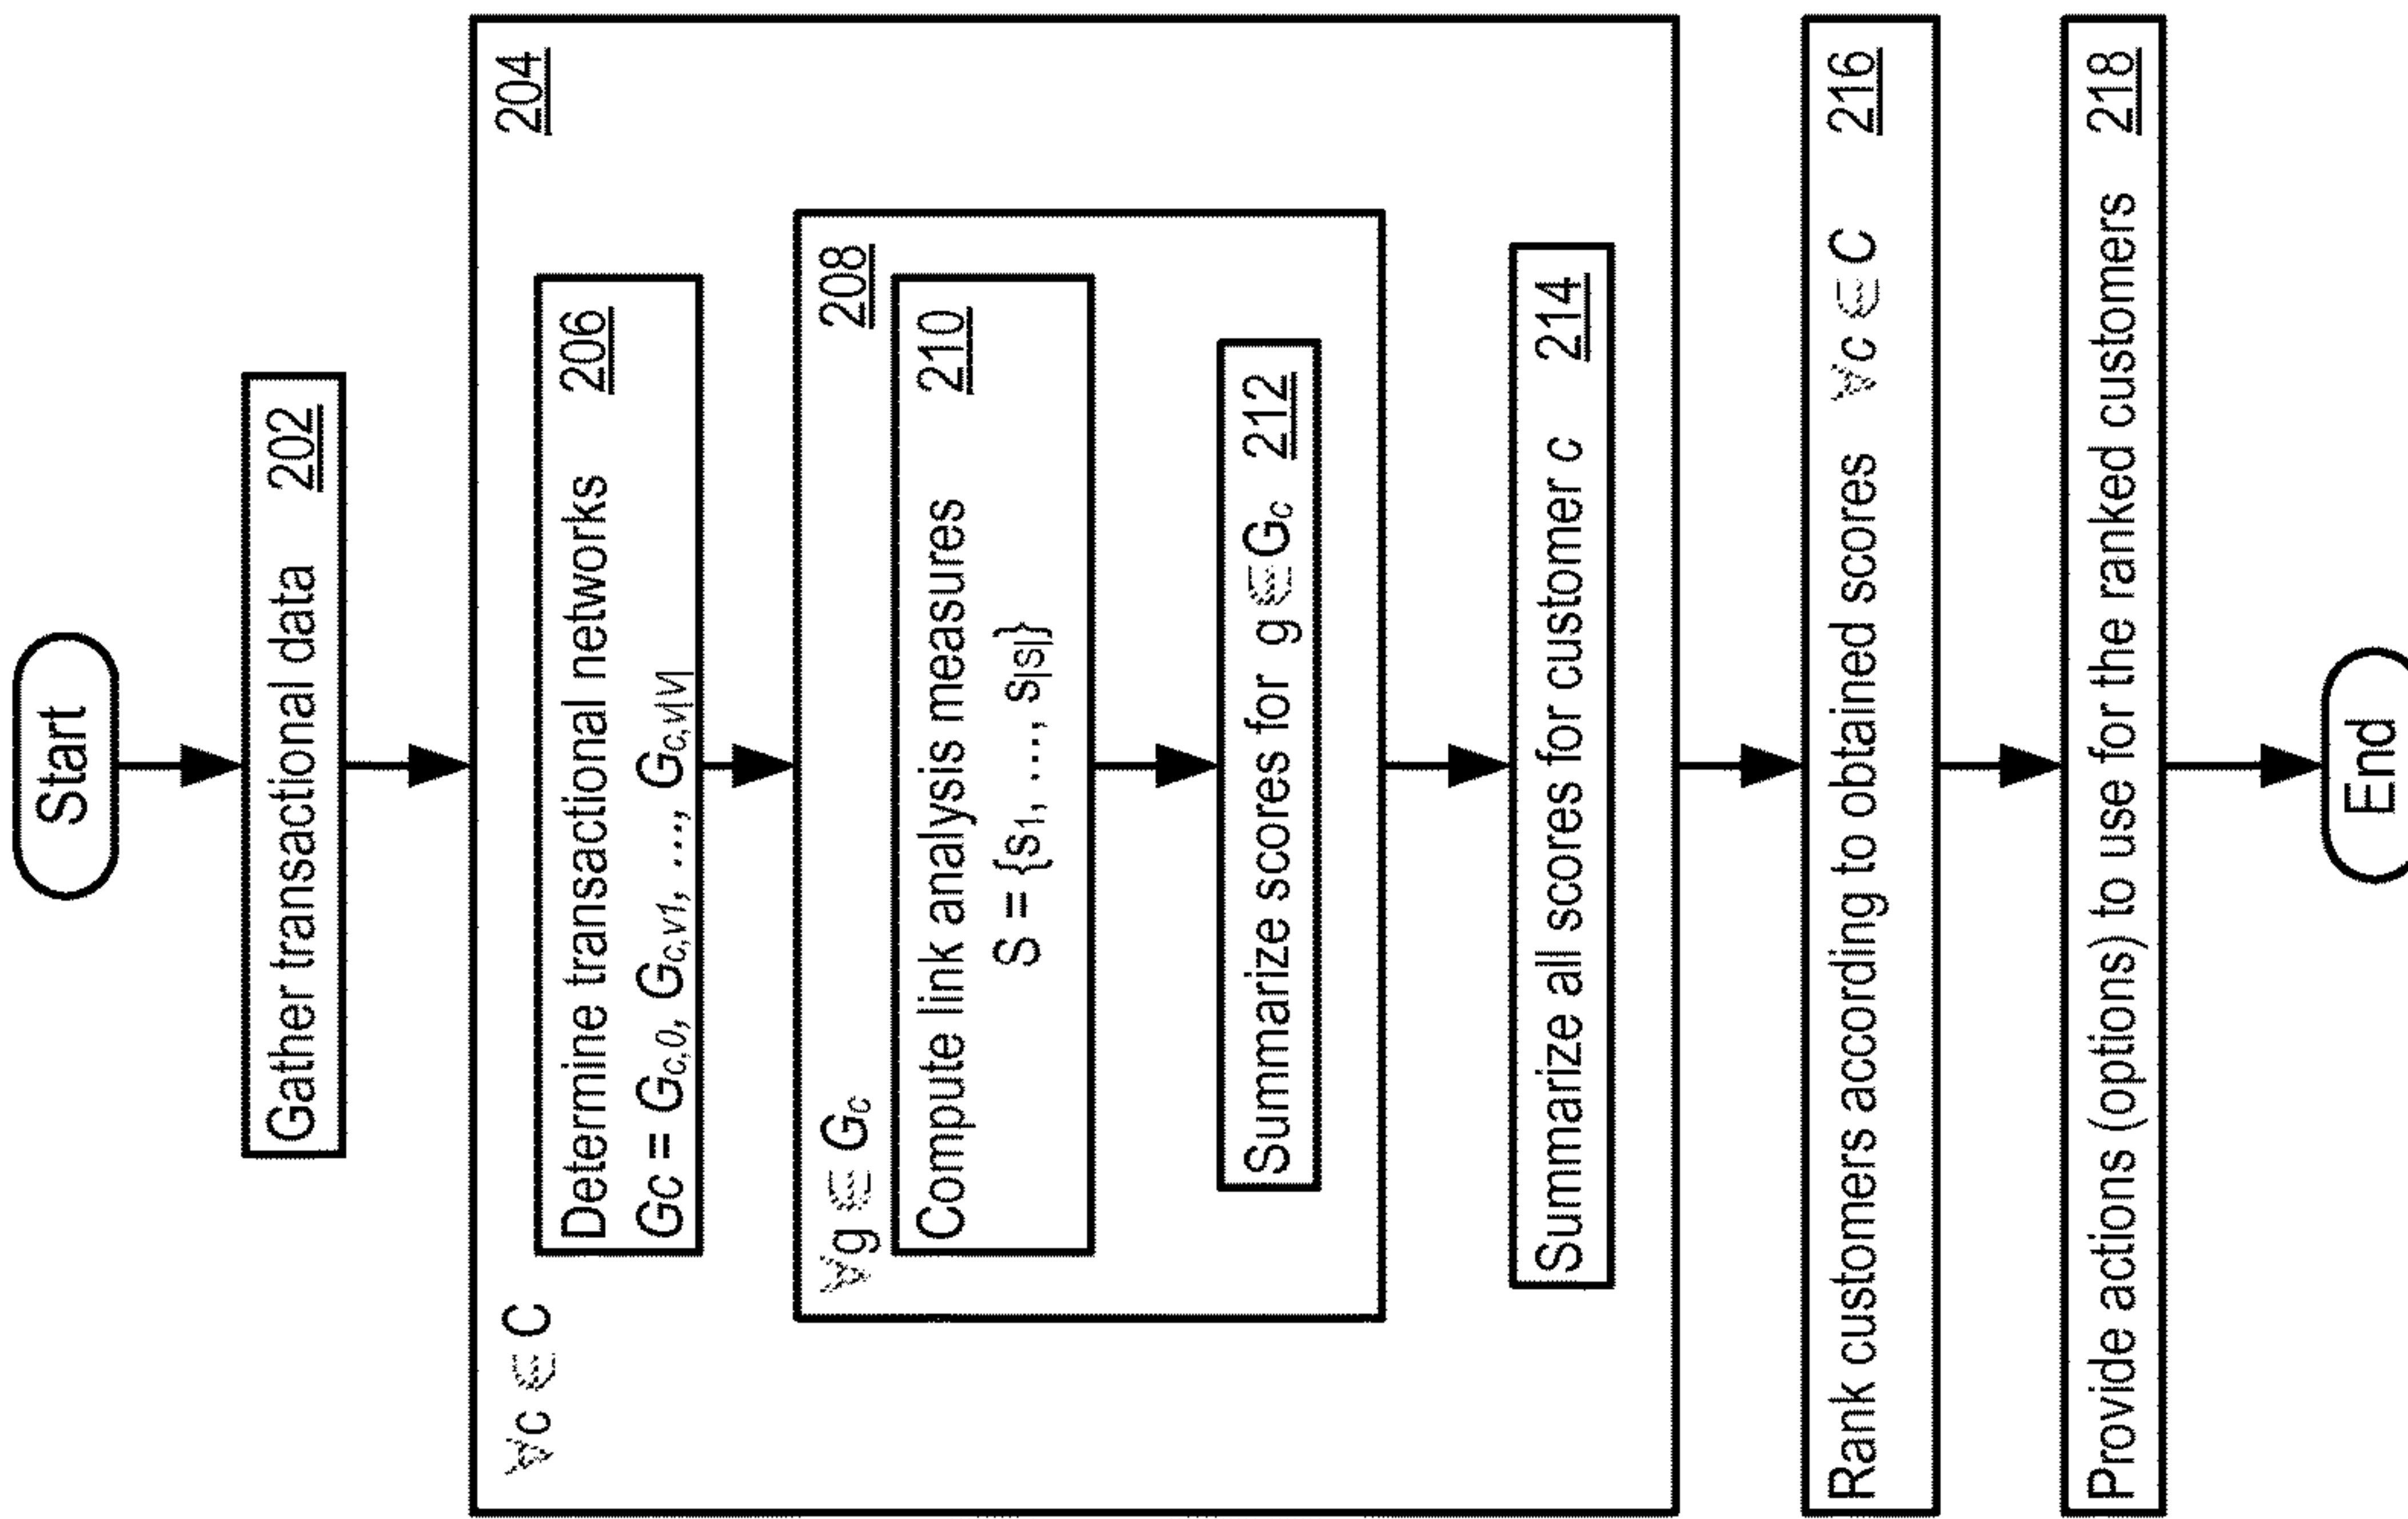 Start
Gather transactional data 202
∀c ∈ C 204
Determine transactional networks 206
Gc = Gc,0, Gc,v1, ..., Gc,v|V|
∀g ∈ Gc 208
Compute link analysis measures 210
S = {s1, ..., s|s|}
Summarize scores for g ∈ Gc 212
Summarize all scores for customer c 214
Rank customers according to obtained scores ∀c ∈ C 216
Provide actions (options) to use for the ranked customers 218
End